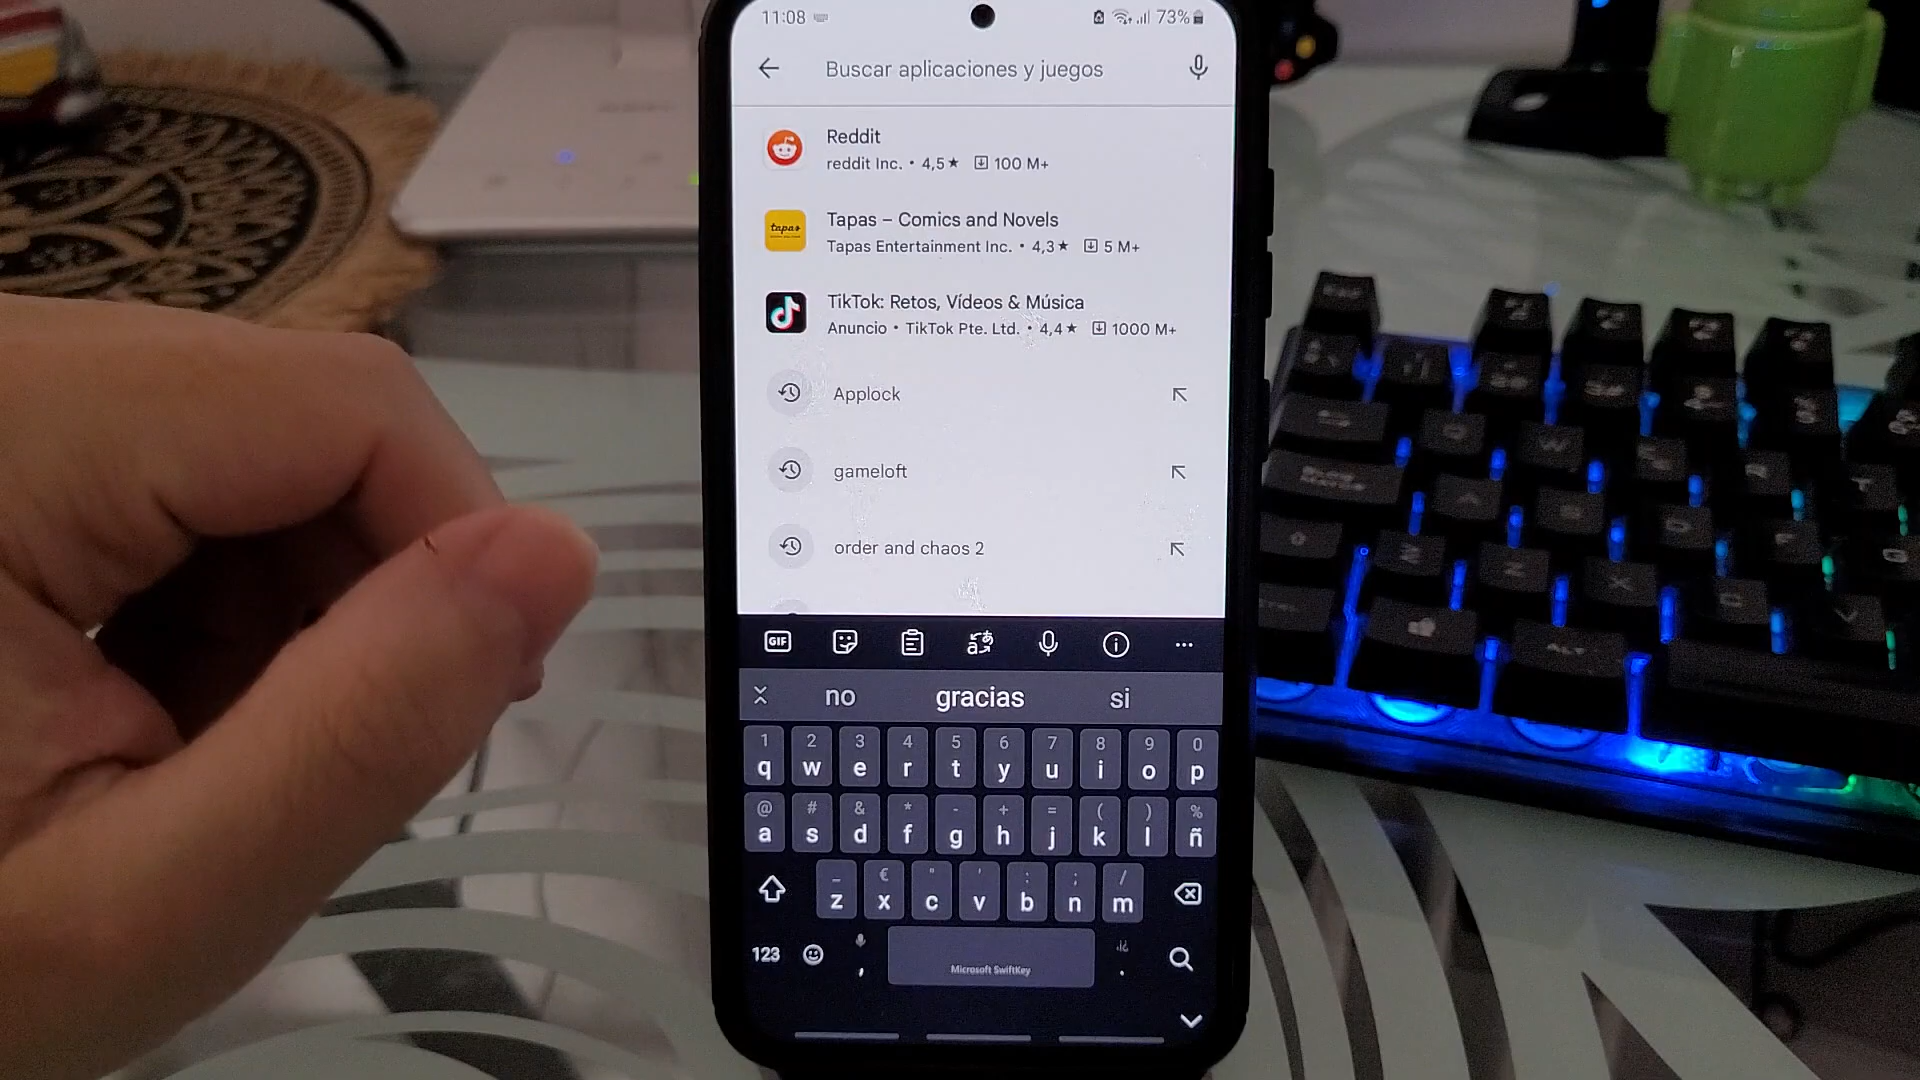 11:08
73%
Buscar aplicaciones y juegos
Reddit
reddit Inc. • 4,5★ 100 M+
tapas
Tapas – Comics and Novels
Tapas Entertainment Inc. • 4,3★ 5 M+
TikTok: Retos, Vídeos & Música
Anuncio • TikTok Pte. Ltd. • 4,4★ 1000 M+
Applock
gameloft
order and chaos 2
GIF
no gracias si
1 2 3 4 5 6 7 8 9 0
q w e r t y u i o p
@ # & * - + = ( ) %
a s d f g h j k l ñ
_ € " ' : ; /
z x c v b n m
123 , .
Microsoft SwiftKey
W
A
D
Z
X
ALT